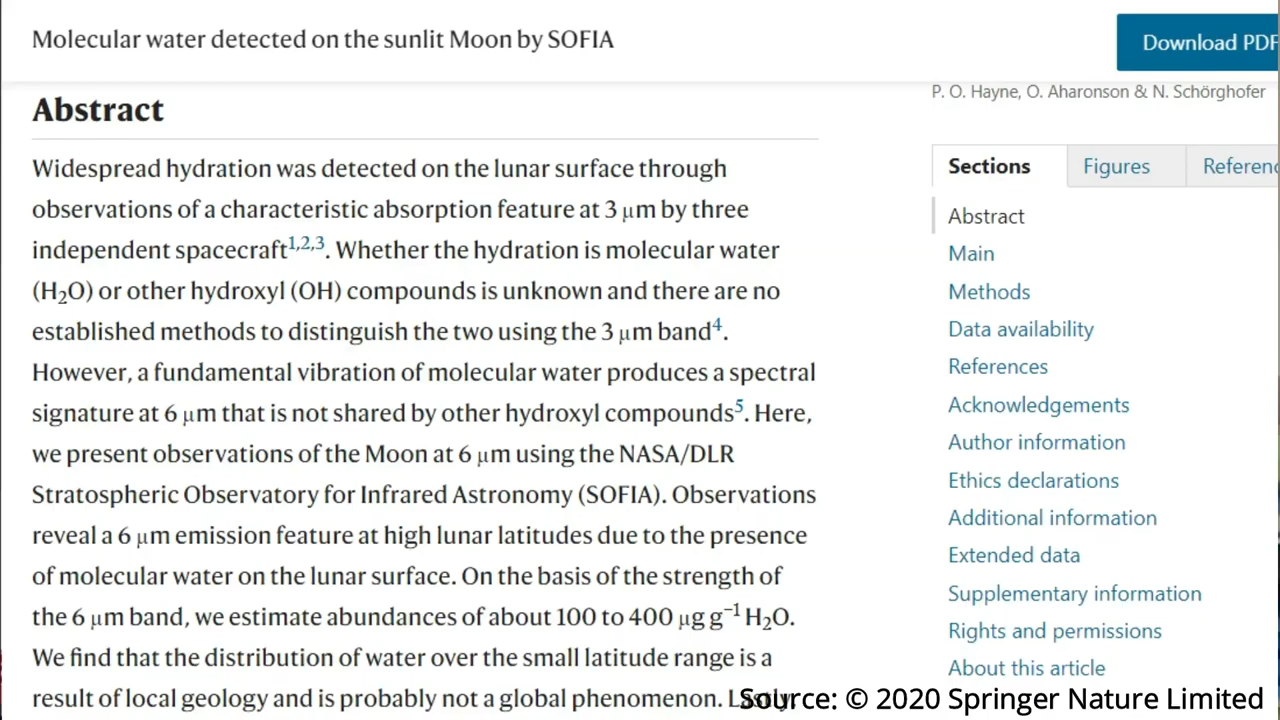 Molecular water detected on the sunlit Moon by SOFIA
Download PDF
Abstract
Widespread hydration was detected on the lunar surface through
observations of a characteristic absorption feature at 3 μm by three
independent spacecraft1,2,3. Whether the hydration is molecular water
(H2O) or other hydroxyl (OH) compounds is unknown and there are no
established methods to distinguish the two using the 3 μm band4.
However, a fundamental vibration of molecular water produces a spectral
signature at 6 μm that is not shared by other hydroxyl compounds5. Here,
we present observations of the Moon at 6 μm using the NASA/DLR
Stratospheric Observatory for Infrared Astronomy (SOFIA). Observations
reveal a 6 μm emission feature at high lunar latitudes due to the presence
of molecular water on the lunar surface. On the basis of the strength of
the 6 μm band, we estimate abundances of about 100 to 400 μg g−1 H2O.
We find that the distribution of water over the small latitude range is a
result of local geology and is probably not a global phenomenon.
P. O. Hayne, O. Aharonson & N. Schörghofer
Sections
Figures
Referenc
Abstract
Main
Methods
Data availability
References
Acknowledgements
Author information
Ethics declarations
Additional information
Extended data
Supplementary information
Rights and permissions
About this article
Source: © 2020 Springer Nature Limited